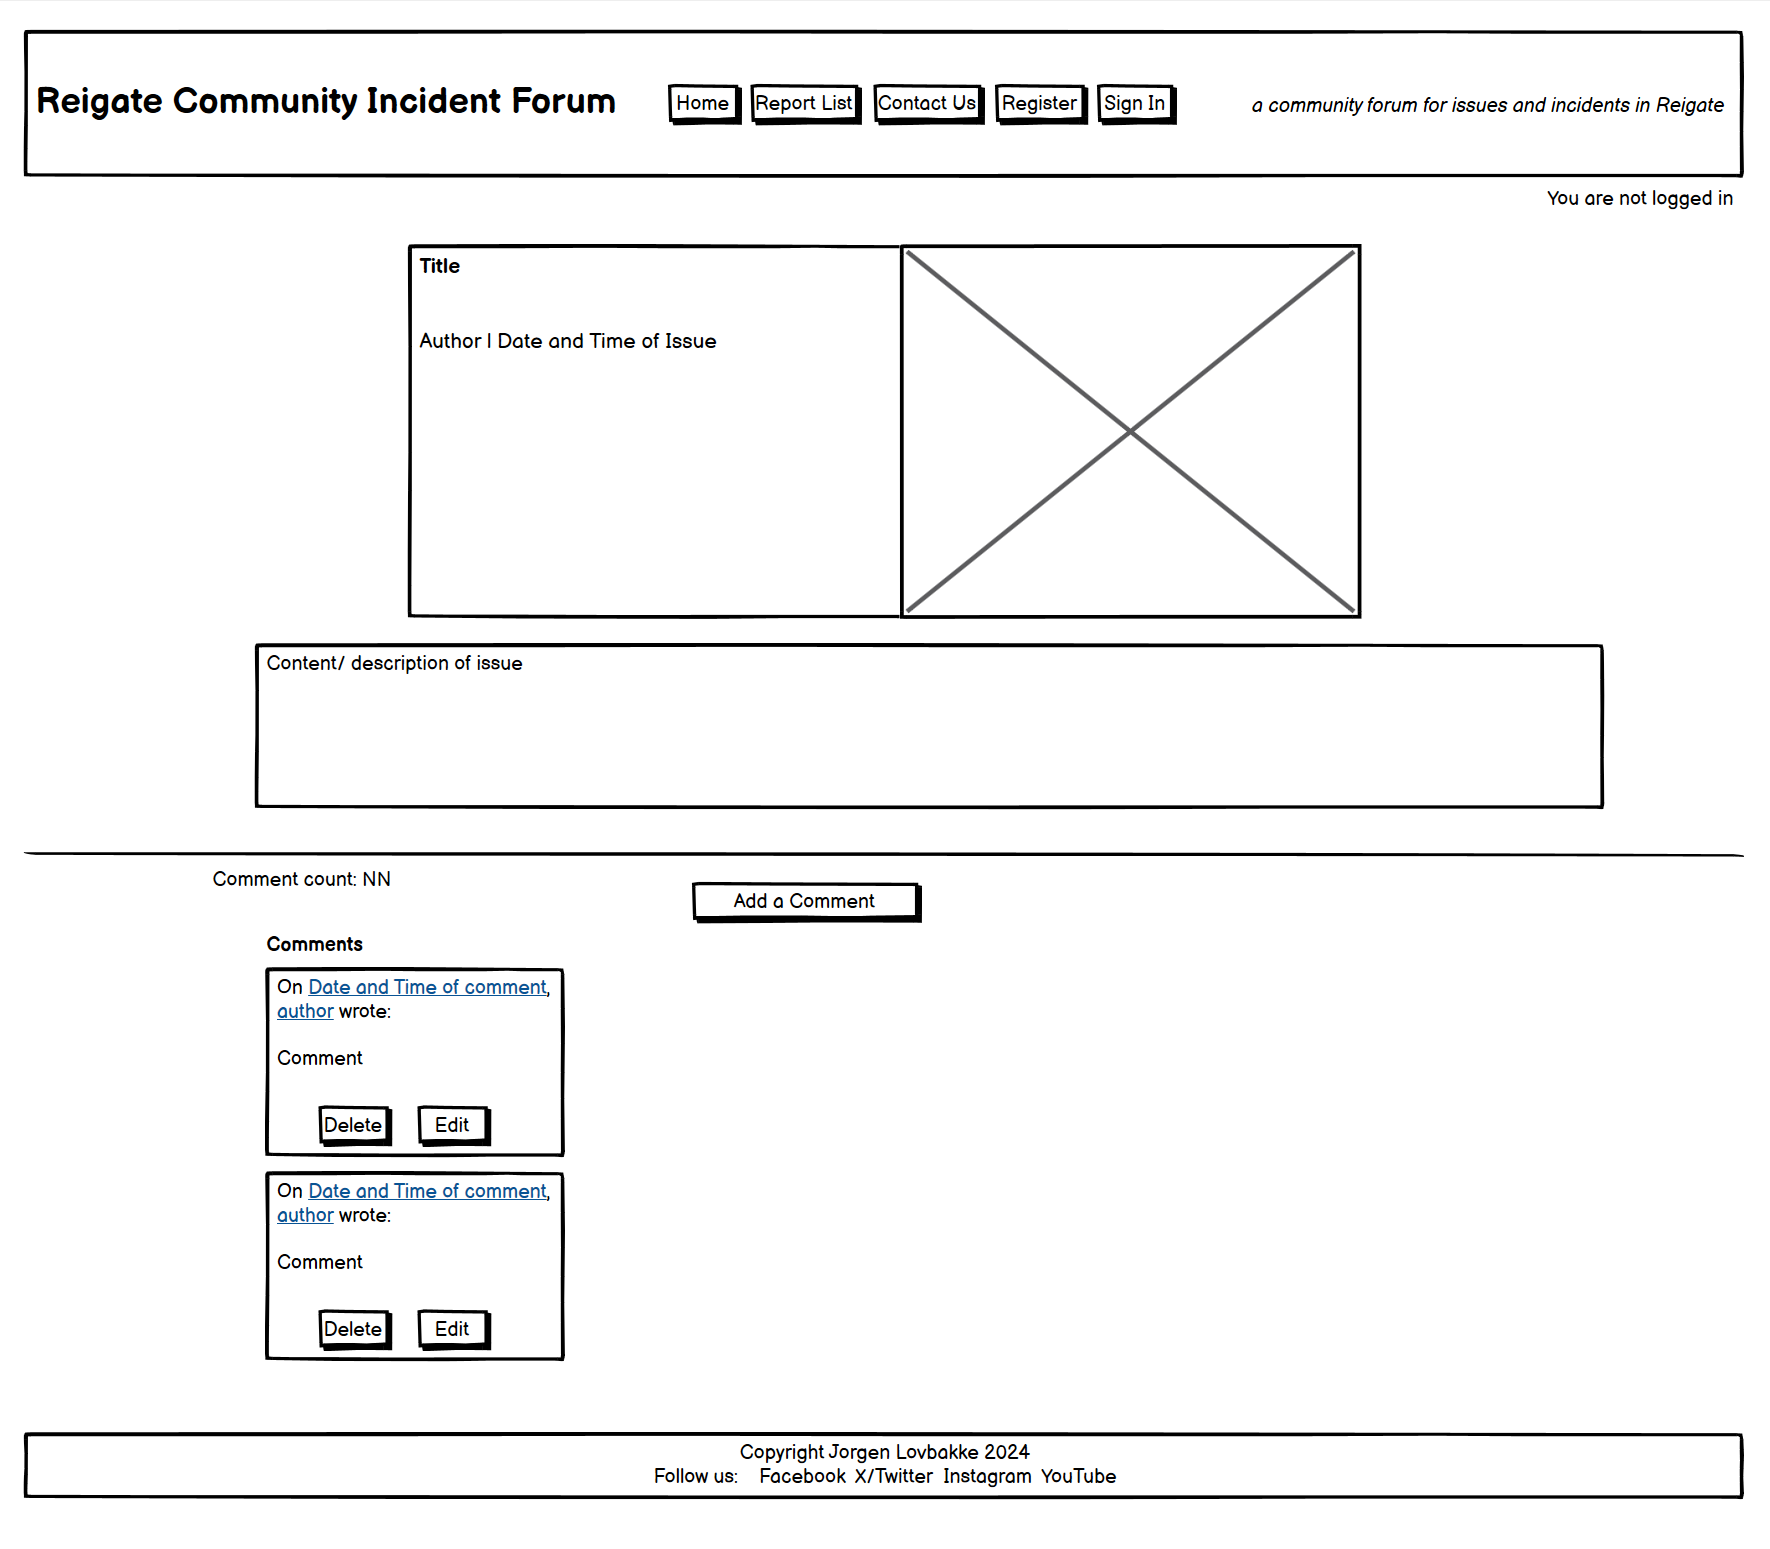 Reigate Community Incident Forum
Home
Report List
Contact Us
Register
Sign In
a community forum for issues and incidents in Reigate
You are not logged in
Title
Author | Date and Time of Issue
Content/ description of issue
Comment count: NN
Add a Comment
Comments
On Date and Time of comment,
author wrote:
Comment
Delete
Edit
On Date and Time of comment,
author wrote:
Comment
Delete
Edit
Copyright Jorgen Lovbakke 2024
Follow us: Facebook X/Twitter Instagram YouTube